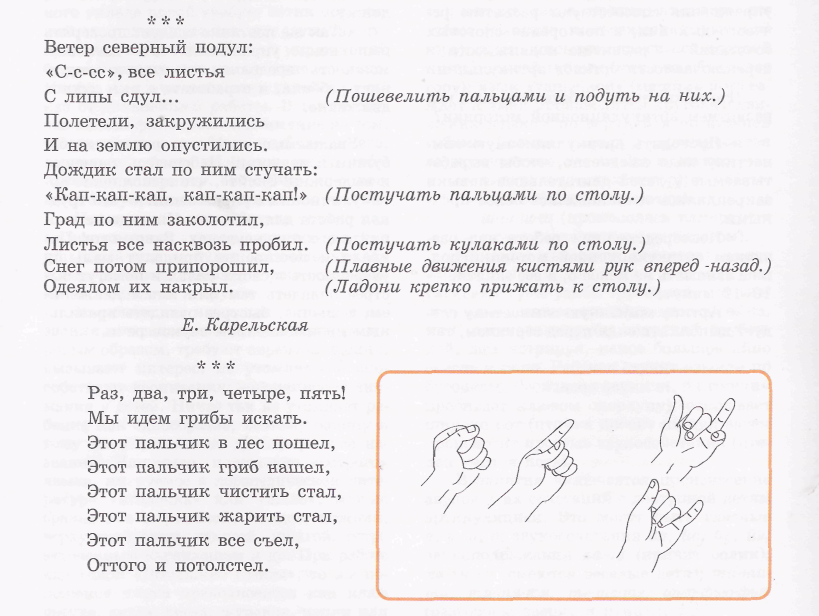 * * *
Ветер северный подул:
«С-с-сс», все листья
С липы сдул... (Пошевелить пальцами и подуть на них.)
Полетели, закружились
И на землю опустились.
Дождик стал по ним стучать:
«Кап-кап-кап, кап-кап-кап!» (Постучать пальцами по столу.)
Град по ним заколотил,
Листья все насквозь пробил. (Постучать кулаками по столу.)
Снег потом припорошил, (Плавные движения кистями рук вперед -назад.)
Одеялом их накрыл. (Ладони крепко прижать к столу.)
Е. Карельская
* * *
Раз, два, три, четыре, пять!
Мы идем грибы искать.
Этот пальчик в лес пошел,
Этот пальчик гриб нашел,
Этот пальчик чистить стал,
Этот пальчик жарить стал,
Этот пальчик все съел,
Оттого и потолстел.